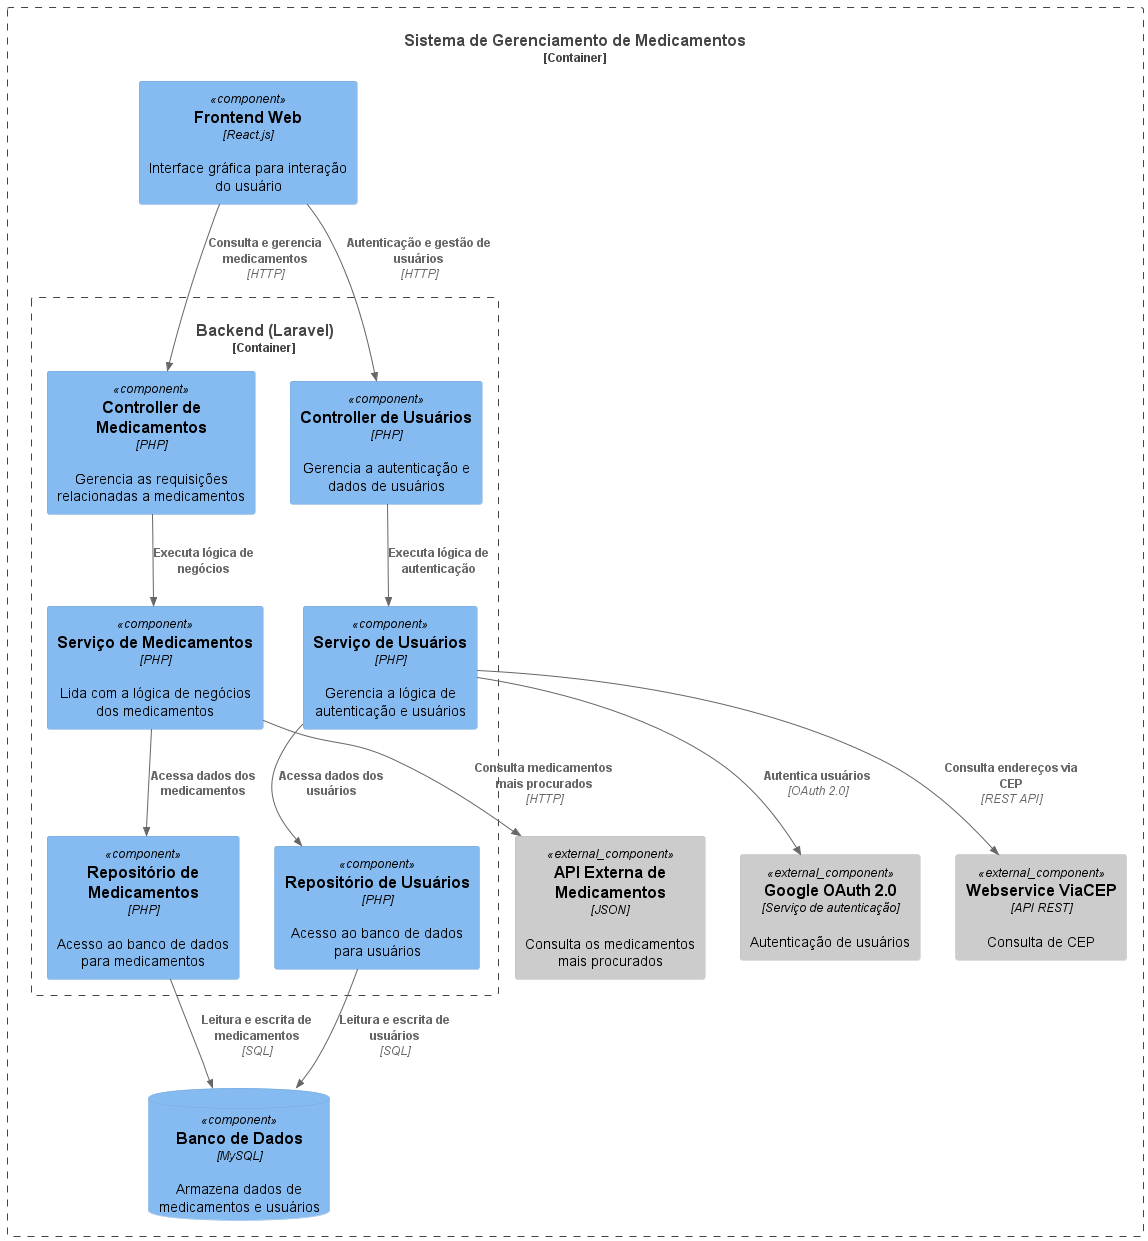 Sistema de Gerenciamento de Medicamentos
[Container]
«component»
Frontend Web
[React.js]
Interface gráfica para interação
do usuário
Consulta e gerencia
medicamentos
[HTTP]
Autenticação e gestão de
usuários
[HTTP]
Backend (Laravel)
[Container]
«component»
Controller de
Medicamentos
[PHP]
Gerencia as requisições
relacionadas a medicamentos
«component»
Controller de Usuários
[PHP]
Gerencia a autenticação e
dados de usuários
Executa lógica de
negócios
Executa lógica de
autenticação
«component»
Serviço de Medicamentos
[PHP]
Lida com a lógica de negócios
dos medicamentos
«component»
Serviço de Usuários
[PHP]
Gerencia a lógica de
autenticação e usuários
Acessa dados dos
medicamentos
Acessa dados dos
usuários
Consulta medicamentos
mais procurados
[HTTP]
Autentica usuários
[OAuth 2.0]
Consulta endereços via
CEP
[REST API]
«component»
Repositório de
Medicamentos
[PHP]
Acesso ao banco de dados
para medicamentos
«component»
Repositório de Usuários
[PHP]
Acesso ao banco de dados
para usuários
«external_component»
API Externa de
Medicamentos
[JSON]
Consulta os medicamentos
mais procurados
«external_component»
Google OAuth 2.0
[Serviço de autenticação]
Autenticação de usuários
«external_component»
Webservice ViaCEP
[API REST]
Consulta de CEP
Leitura e escrita de
medicamentos
[SQL]
Leitura e escrita de
usuários
[SQL]
«component»
Banco de Dados
[MySQL]
Armazena dados de
medicamentos e usuários